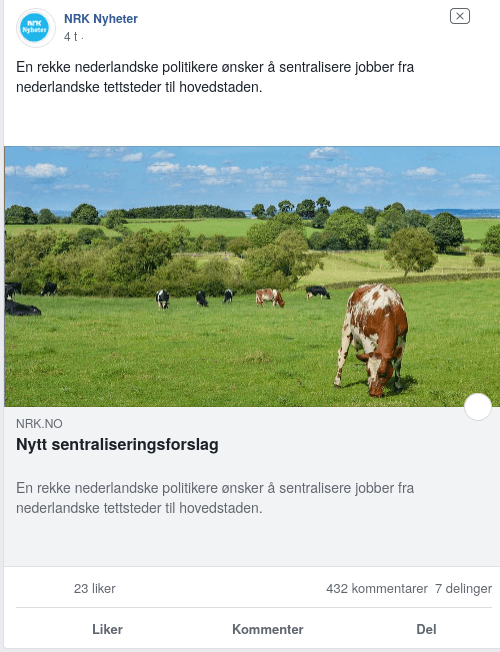 NRK
Nyheter
NRK Nyheter
4 t ·
En rekke nederlandske politikere ønsker å sentralisere jobber fra
nederlandske tettsteder til hovedstaden.
NRK.NO
Nytt sentraliseringsforslag
En rekke nederlandske politikere ønsker å sentralisere jobber fra
nederlandske tettsteder til hovedstaden.
23 liker 432 kommentarer 7 delinger
Liker Kommenter Del